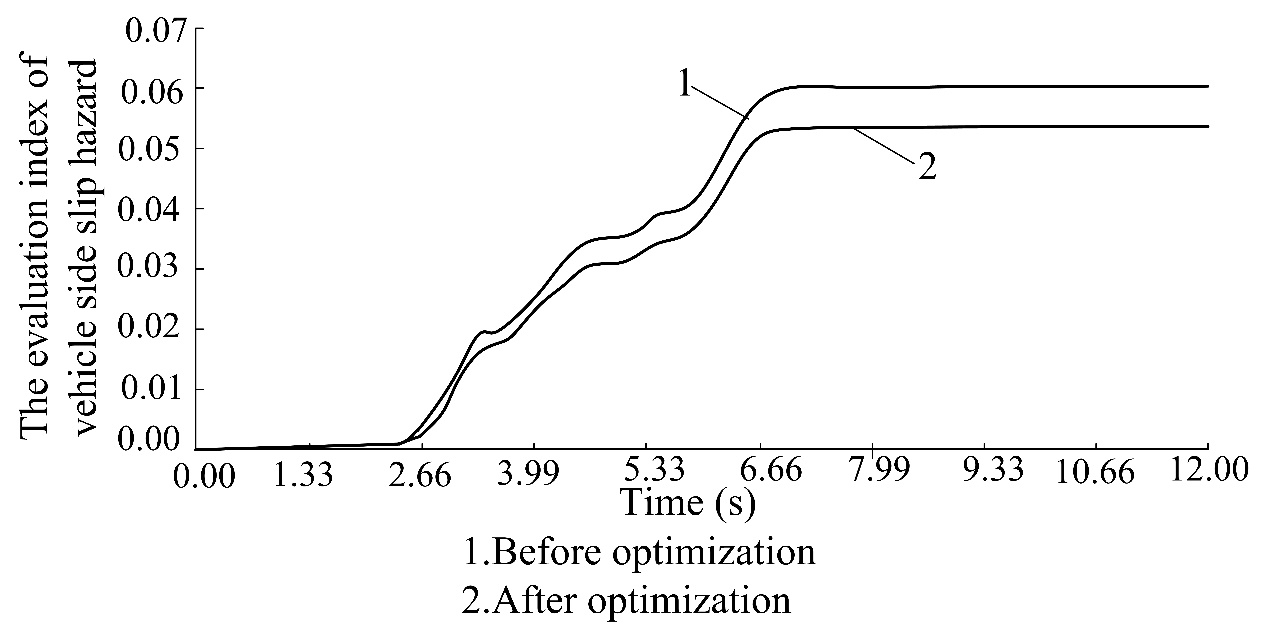 The evaluation index of
vehicle side slip hazard
0.07
0.06
0.05
0.04
0.03
0.02
0.01
0.00
1
2
0.00 1.33 2.66 3.99 5.33 6.66 7.99 9.33 10.66 12.00
Time (s)
1.Before optimization
2.After optimization